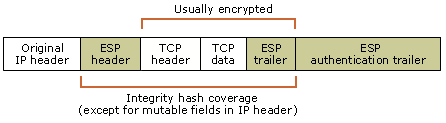 Usually encrypted
Original
IP header
ESP
header
TCP
header
TCP
data
ESP
trailer
ESP
authentication trailer
Integrity hash coverage
(except for mutable fields in IP header)